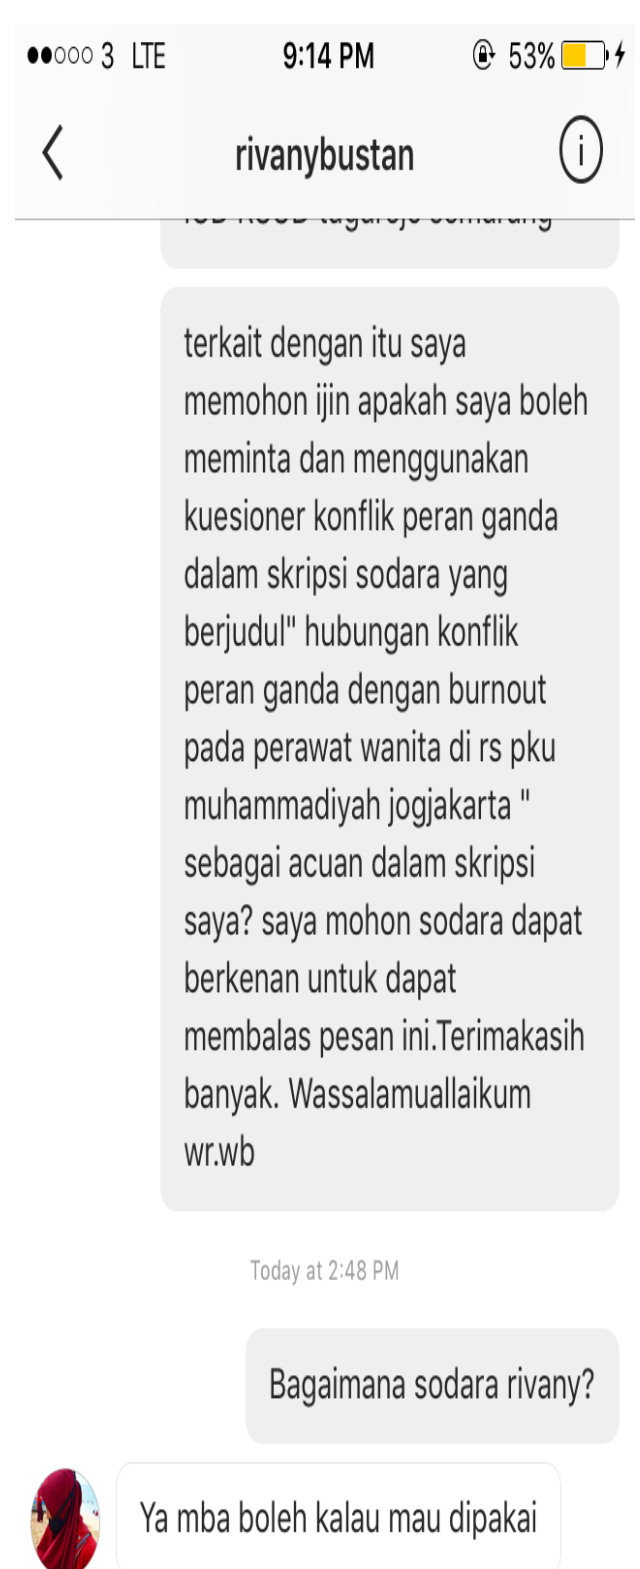 3 LTE 9:14 PM 53%
rivanybustan
terkait dengan itu saya
memohon ijin apakah saya boleh
meminta dan menggunakan
kuesioner konflik peran ganda
dalam skripsi sodara yang
berjudul" hubungan konflik
peran ganda dengan burnout
pada perawat wanita di rs pku
muhammadiyah jogjakarta "
sebagai acuan dalam skripsi
saya? saya mohon sodara dapat
berkenan untuk dapat
membalas pesan ini.Terimakasih
banyak. Wassalamuallaikum
wr.wb
Today at 2:48 PM
Bagaimana sodara rivany?
Ya mba boleh kalau mau dipakai